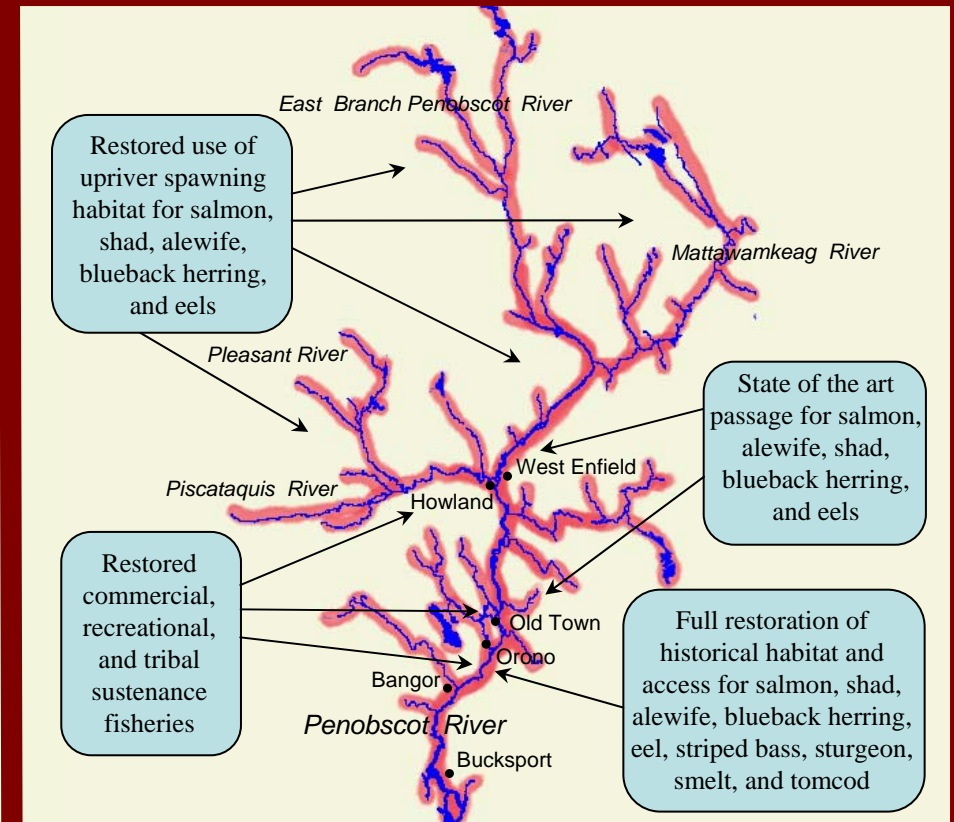 East Branch Penobscot River
Restored use of
upriver spawning
habitat for salmon,
shad, alewife,
blueback herring,
and eels
Mattawamkeag River
Pleasant River
State of the art
passage for salmon,
alewife, shad,
blueback herring,
and eels
West Enfield
Howland
Piscataquis River
Restored
commercial,
recreational,
and tribal
sustenance
fisheries
Old Town
Orono
Bangor
Full restoration of
historical habitat and
access for salmon, shad,
alewife, blueback herring,
eel, striped bass, sturgeon,
smelt, and tomcod
Penobscot River
Bucksport